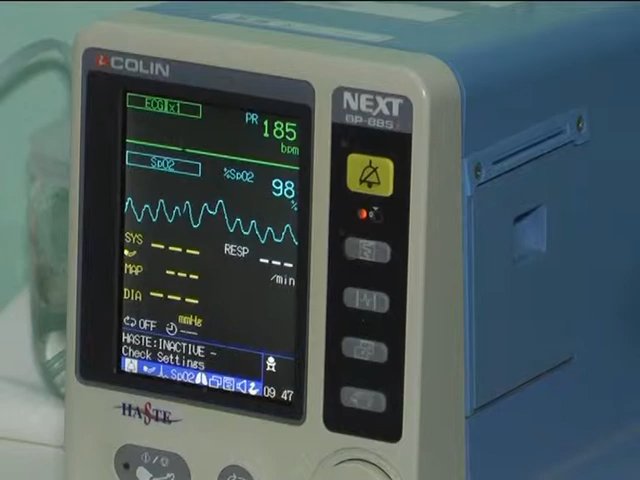 COLIN
NEXT
BP-88S
ECGIx1
PR 185
bpm
SpO2
%SpO2 98
%
SYS ---
RESP ---
/min
MAP ---
DIA ---
mmHg
OFF --
HASTE:INACTIVE -
Check Settings
SpO2
09 47
HASTE